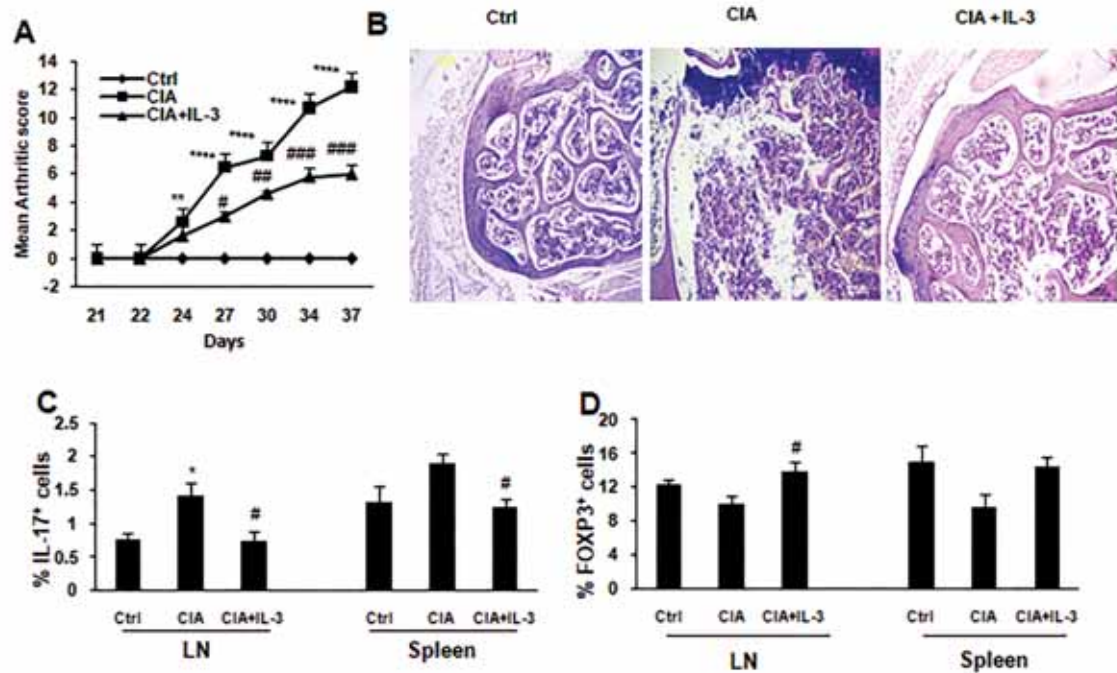 A
Mean Arthritic score
14
12
10
8
6
4
2
0
-2
Ctrl
CIA
CIA+IL-3
**
****
****
****
****
#
##
###
###
21 22 24 27 30 34 37
Days
B
Ctrl CIA CIA + IL-3
C
% IL-17⁺ cells
2.5
2
1.5
1
0.5
0
*
#
#
Ctrl CIA CIA+IL-3 Ctrl CIA CIA+IL-3
LN Spleen
D
% FOXP3⁺ cells
20
16
12
8
4
0
#
Ctrl CIA CIA+IL-3 Ctrl CIA CIA+IL-3
LN Spleen